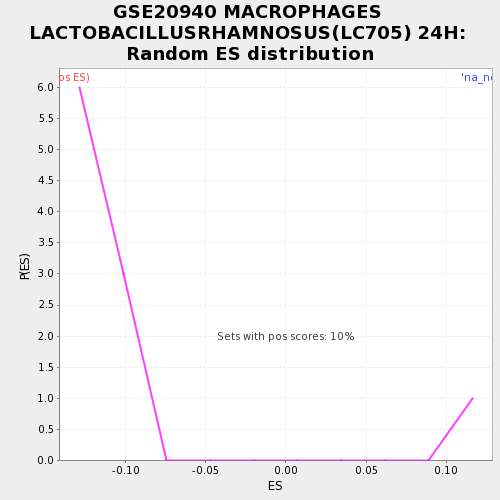 GSE20940 MACROPHAGES
LACTOBACILLUSRHAMNOSUS(LC705) 24H:
Random ES distribution
os ES)
'na_n
6.0
5.5
5.0
4.5
4.0
3.5
3.0
2.5
2.0
1.5
1.0
0.5
0.0
P(ES)
Sets with pos scores: 10%
-0.10
-0.05
0.00
0.05
0.10
ES